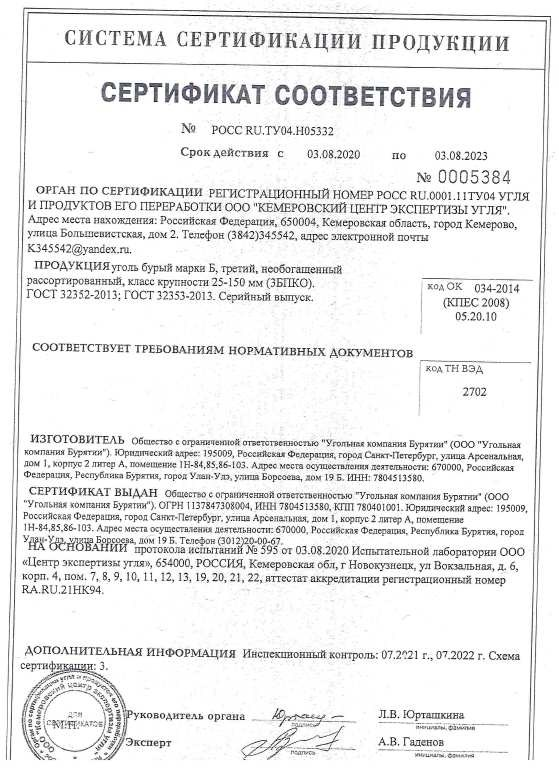 СИСТЕМА СЕРТИФИКАЦИИ ПРОДУКЦИИ
СЕРТИФИКАТ СООТВЕТСТВИЯ
№ РОСС RU.ТУ04.Н05332
Срок действия с 03.08.2020 по 03.08.2023
№ 0005384
ОРГАН ПО СЕРТИФИКАЦИИ РЕГИСТРАЦИОННЫЙ НОМЕР РОСС RU.0001.11ТУ04 УГЛЯ
И ПРОДУКТОВ ЕГО ПЕРЕРАБОТКИ ООО "КЕМЕРОВСКИЙ ЦЕНТР ЭКСПЕРТИЗЫ УГЛЯ".
Адрес места нахождения: Российская Федерация, 650004, Кемеровская область, город Кемерово,
улица Большевистская, дом 2. Телефон (3842)345542, адрес электронной почты
K345542@yandex.ru.
ПРОДУКЦИЯ уголь бурый марки Б, третий, необогащенный
рассортированный, класс крупности 25-150 мм (3БПКО).
ГОСТ 32352-2013; ГОСТ 32353-2013. Серийный выпуск.
код ОК 034-2014
(КПЕС 2008)
05.20.10
СООТВЕТСТВУЕТ ТРЕБОВАНИЯМ НОРМАТИВНЫХ ДОКУМЕНТОВ
код ТН ВЭД
2702
ИЗГОТОВИТЕЛЬ Общество с ограниченной ответственностью "Угольная компания Бурятии" (ООО "Угольная
компания Бурятии"). Юридический адрес: 195009, Российская Федерация, город Санкт-Петербург, улица Арсенальная,
дом 1, корпус 2 литер А, помещение 1Н-84,85,86-103. Адрес места осуществления деятельности: 670000, Российская
Федерация, Республика Бурятия, город Улан-Удэ, улица Борсоева, дом 19 Б. ИНН: 7804513580.
СЕРТИФИКАТ ВЫДАН Общество с ограниченной ответственностью "Угольная компания Бурятии" (ООО
"Угольная компания Бурятии"). ОГРН 1137847308004, ИНН 7804513580 КПП 780401001. Юридический адрес: 195009,
Российская Федерация, город Санкт-Петербург, улица Арсенальная, дом 1, корпус 2 литер А, помещение
1Н-84,85,86-103. Адрес места осуществления деятельности: 670000, Российская Федерация, Республика Бурятия, город
Улан-Удэ, улица Борсоева, дом 19 Б. Телефон (3012)20-00-67.
НА ОСНОВАНИИ протокола испытаний № 595 от 03.08.2020 Испытательной лаборатории ООО
«Центр экспертизы угля», 654000, РОССИЯ, Кемеровская обл, г Новокузнецк, ул Вокзальная, д. 6,
корп. 4, пом. 7, 8, 9, 10, 11, 12, 13, 19, 20, 21, 22, аттестат аккредитации регистрационный номер
RA.RU.21НК94.
ДОПОЛНИТЕЛЬНАЯ ИНФОРМАЦИЯ Инспекционный контроль: 07.2021 г., 07.2022 г. Схема
сертификации: 3.
М.П.
ДЛЯ
СЕРТИФИКАТОВ
Руководитель органа
подпись
Л.В. Юрташкина
инициалы, фамилия
Эксперт
подпись
А.В. Гаденов
инициалы, фамилия